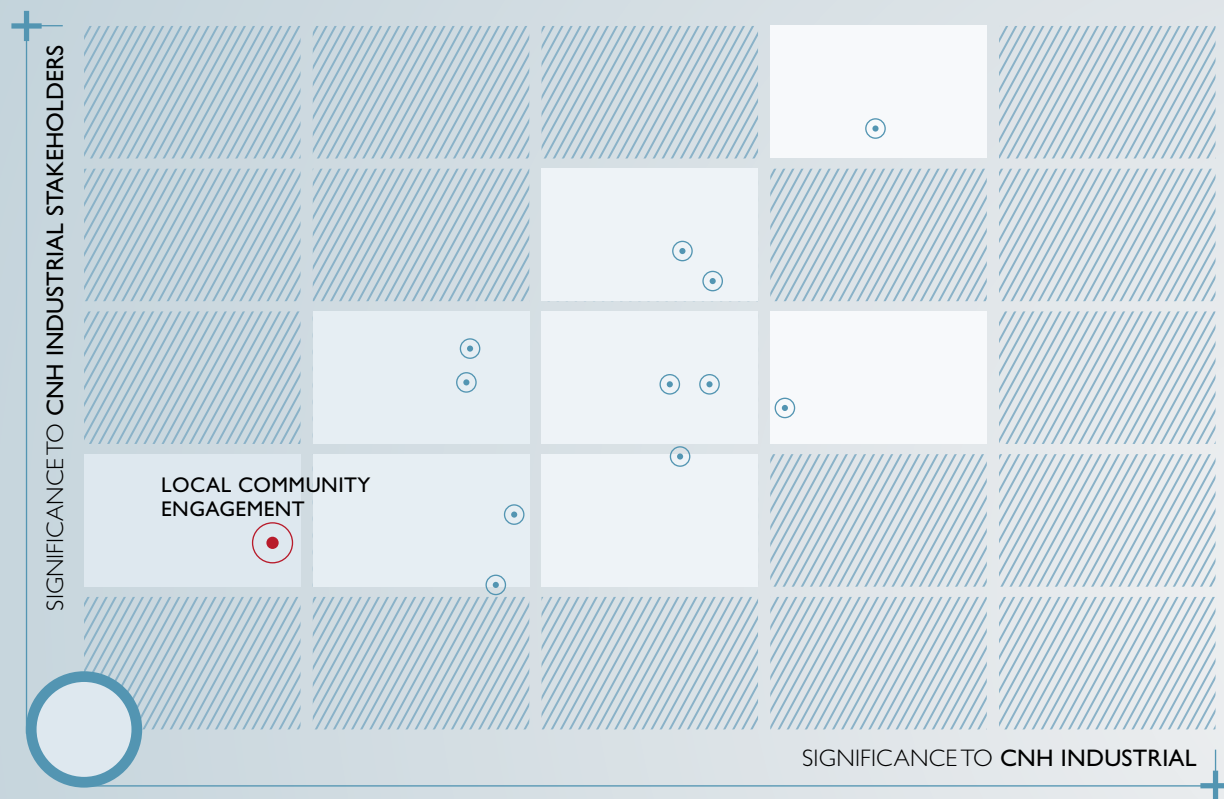 SIGNIFICANCE TO CNH INDUSTRIAL STAKEHOLDERS
LOCAL COMMUNITY
ENGAGEMENT
SIGNIFICANCE TO CNH INDUSTRIAL